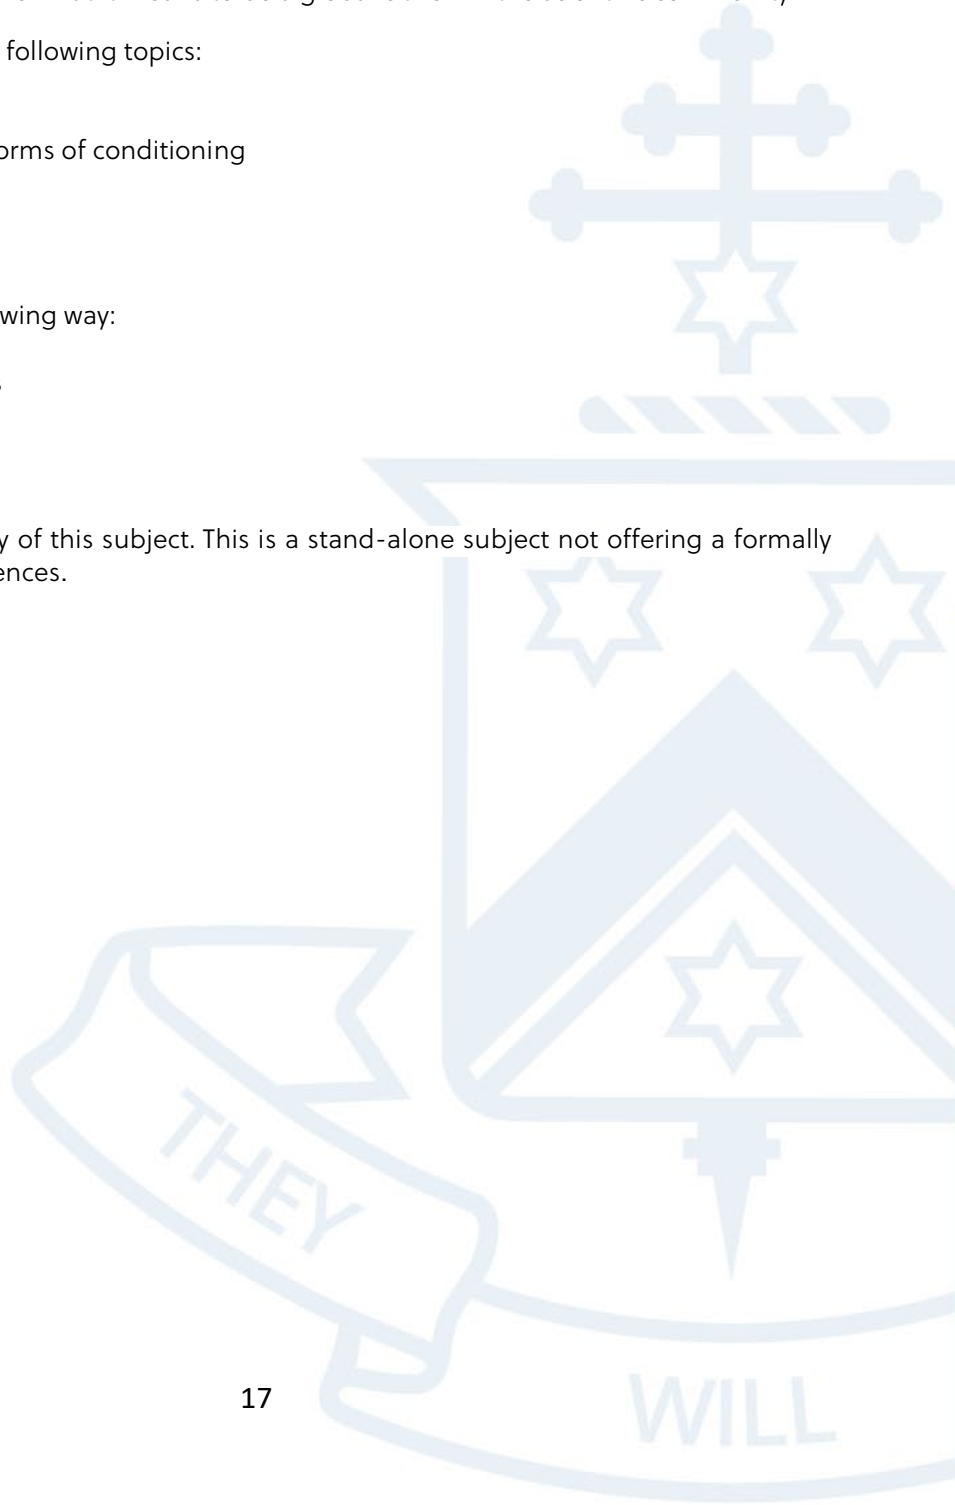 following topics:
orms of conditioning
wing way:
y of this subject. This is a stand-alone subject not offering a formally
ences.
THEY
17
WILL